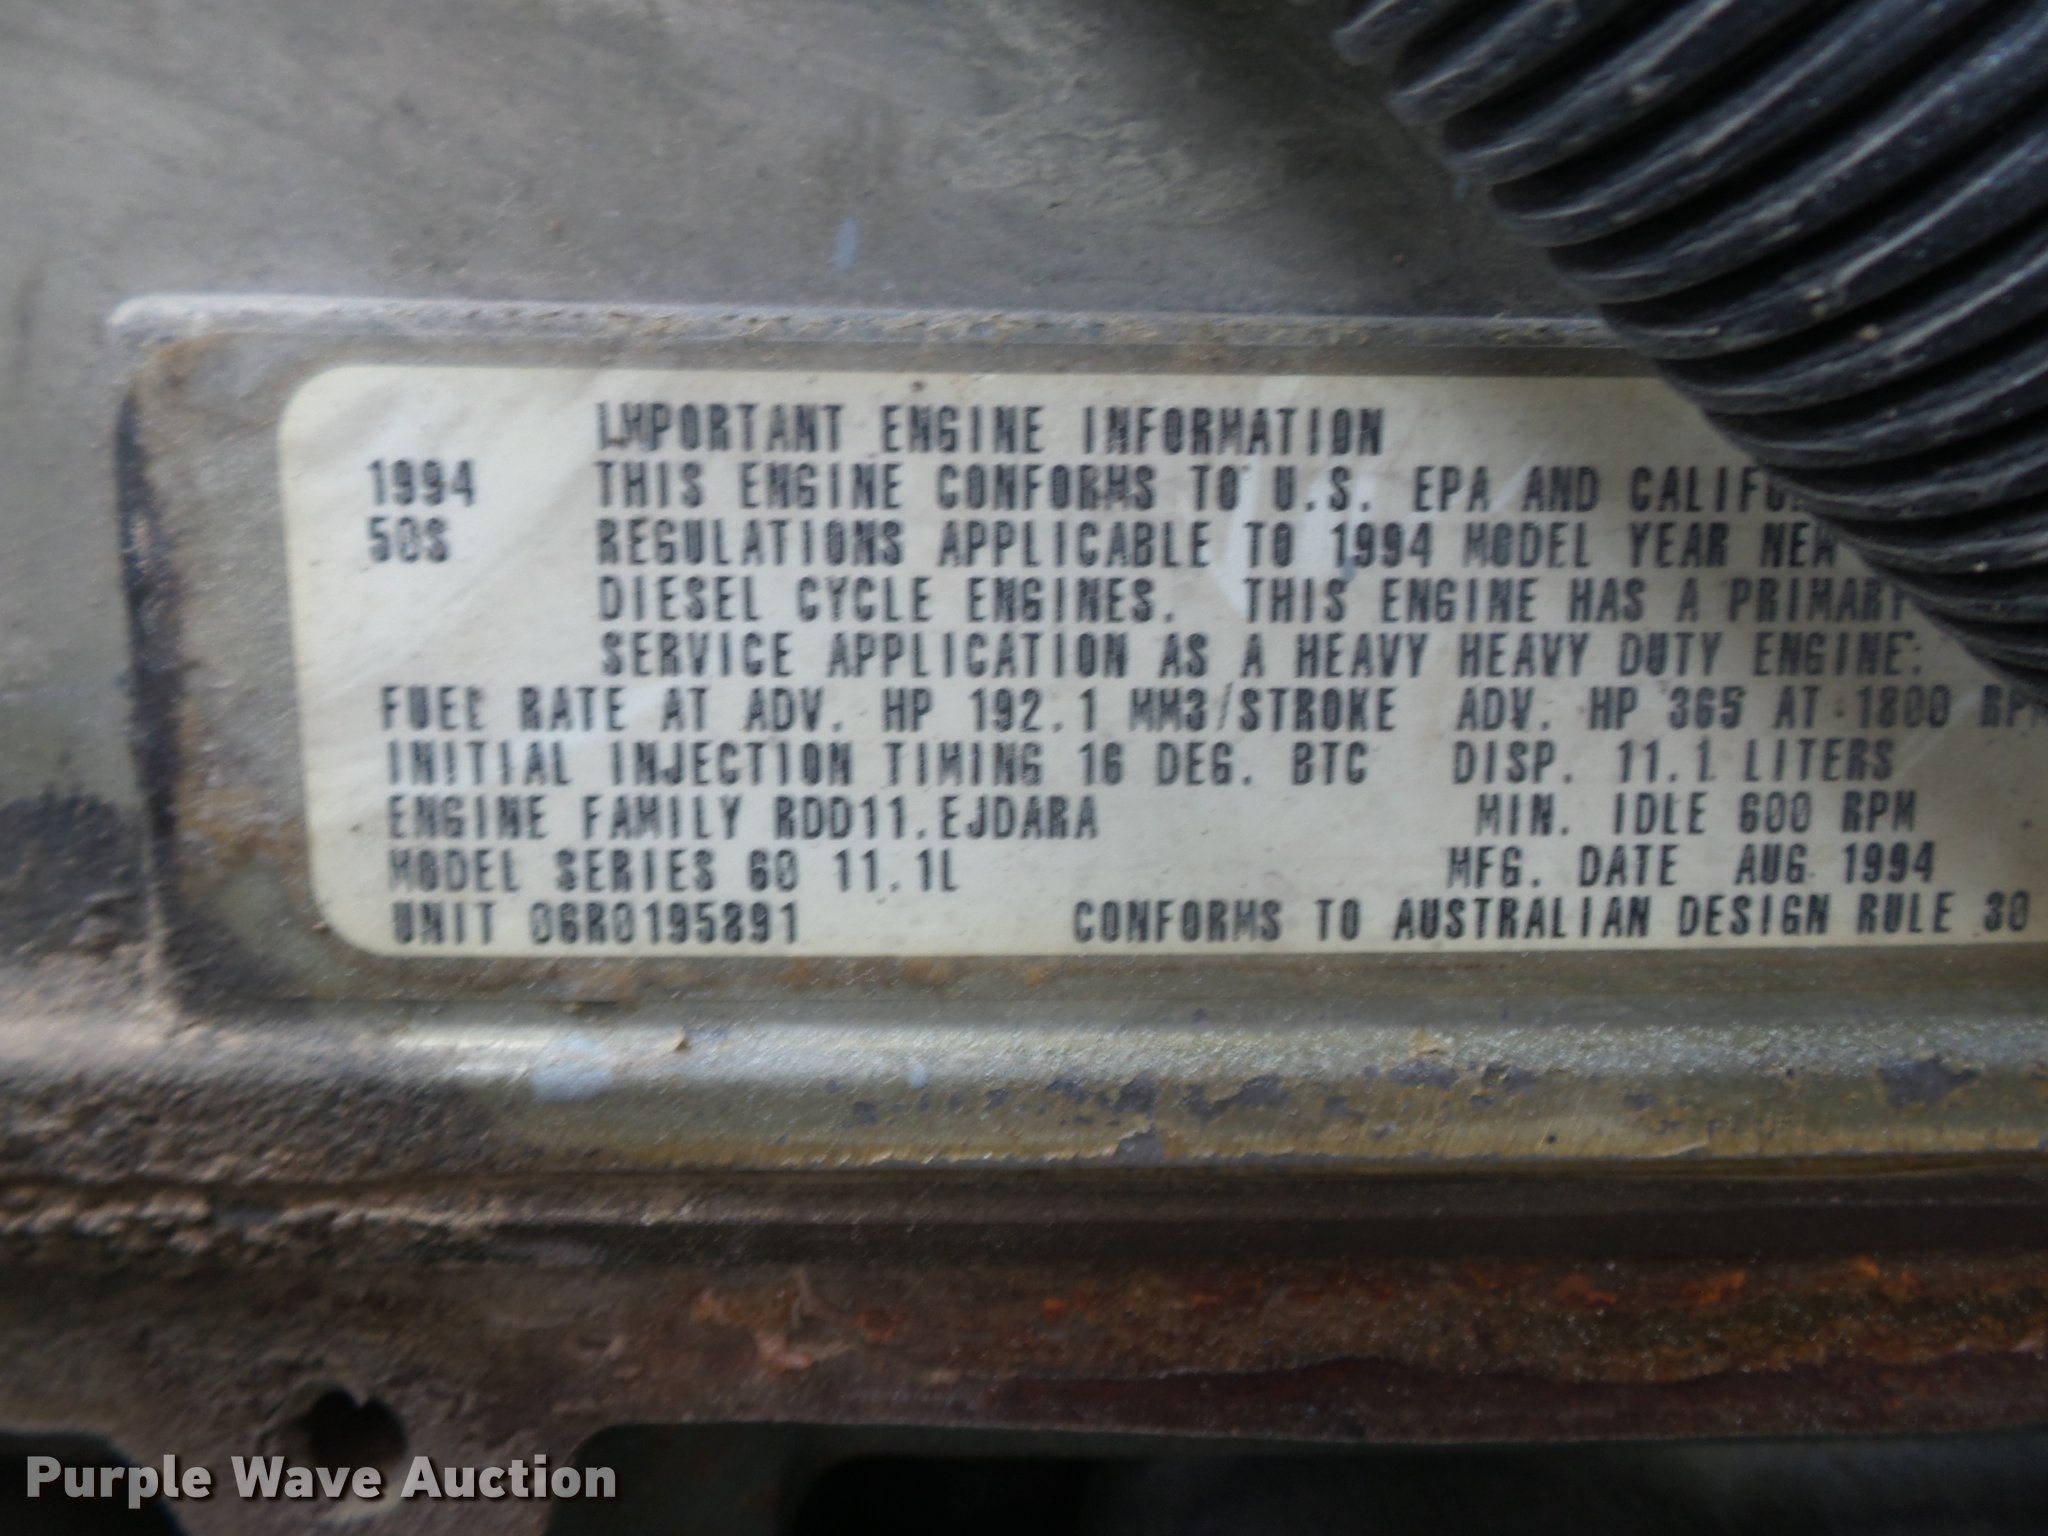 IMPORTANT ENGINE INFORMATION
1994 THIS ENGINE CONFORMS TO U.S. EPA AND
50S REGULATIONS APPLICABLE TO 1994 MODEL YEAR NEW
DIESEL CYCLE ENGINES. THIS ENGINE HAS A PRIMARY
SERVICE APPLICATION AS A HEAVY HEAVY DUTY ENGINE.
FUEL RATE AT ADV. HP 192.1 MM3/STROKE ADV. HP 365 AT 1800 RPM
INITIAL INJECTION TIMING 16 DEG. BTC DISP. 11.1 LITERS
ENGINE FAMILY RDD11.EJDARA MIN. IDLE 600 RPM
MODEL SERIES 60 11.1L MFG. DATE AUG 1994
UNIT 06R0195891 CONFORMS TO AUSTRALIAN DESIGN RULE 30
Purple Wave Auction